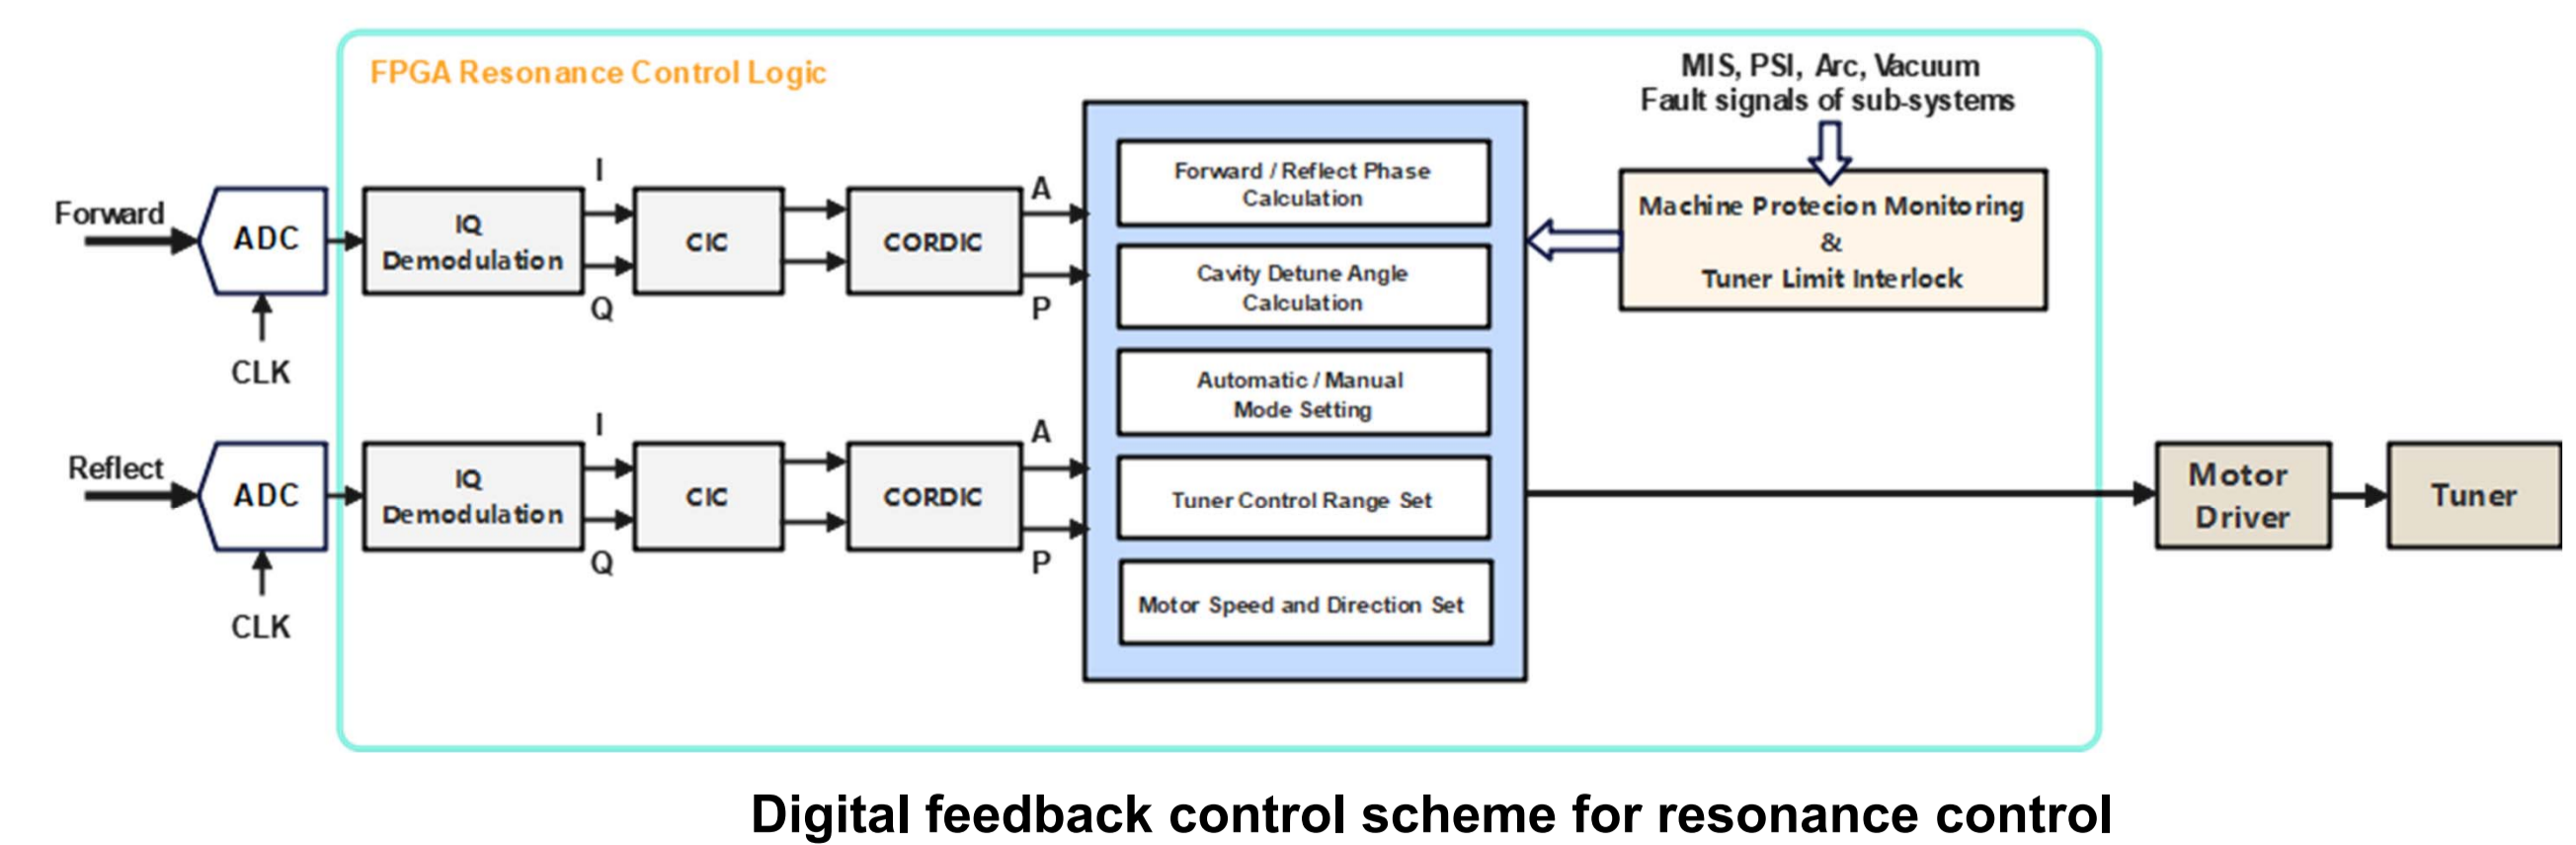 FPGA Resonance Control Logic
MIS, PSI, Arc, Vacuum
Fault signals of sub-systems
Forward
ADC
CLK
IQ
Demodulation
I
Q
CIC
CORDIC
A
P
Reflect
ADC
CLK
IQ
Demodulation
I
Q
CIC
CORDIC
A
P
Forward / Reflect Phase
Calculation
Cavity Detune Angle
Calculation
Automatic / Manual
Mode Setting
Tuner Control Range Set
Motor Speed and Direction Set
Machine Protecion Monitoring
&
Tuner Limit Interlock
Motor
Driver
Tuner
Digital feedback control scheme for resonance control